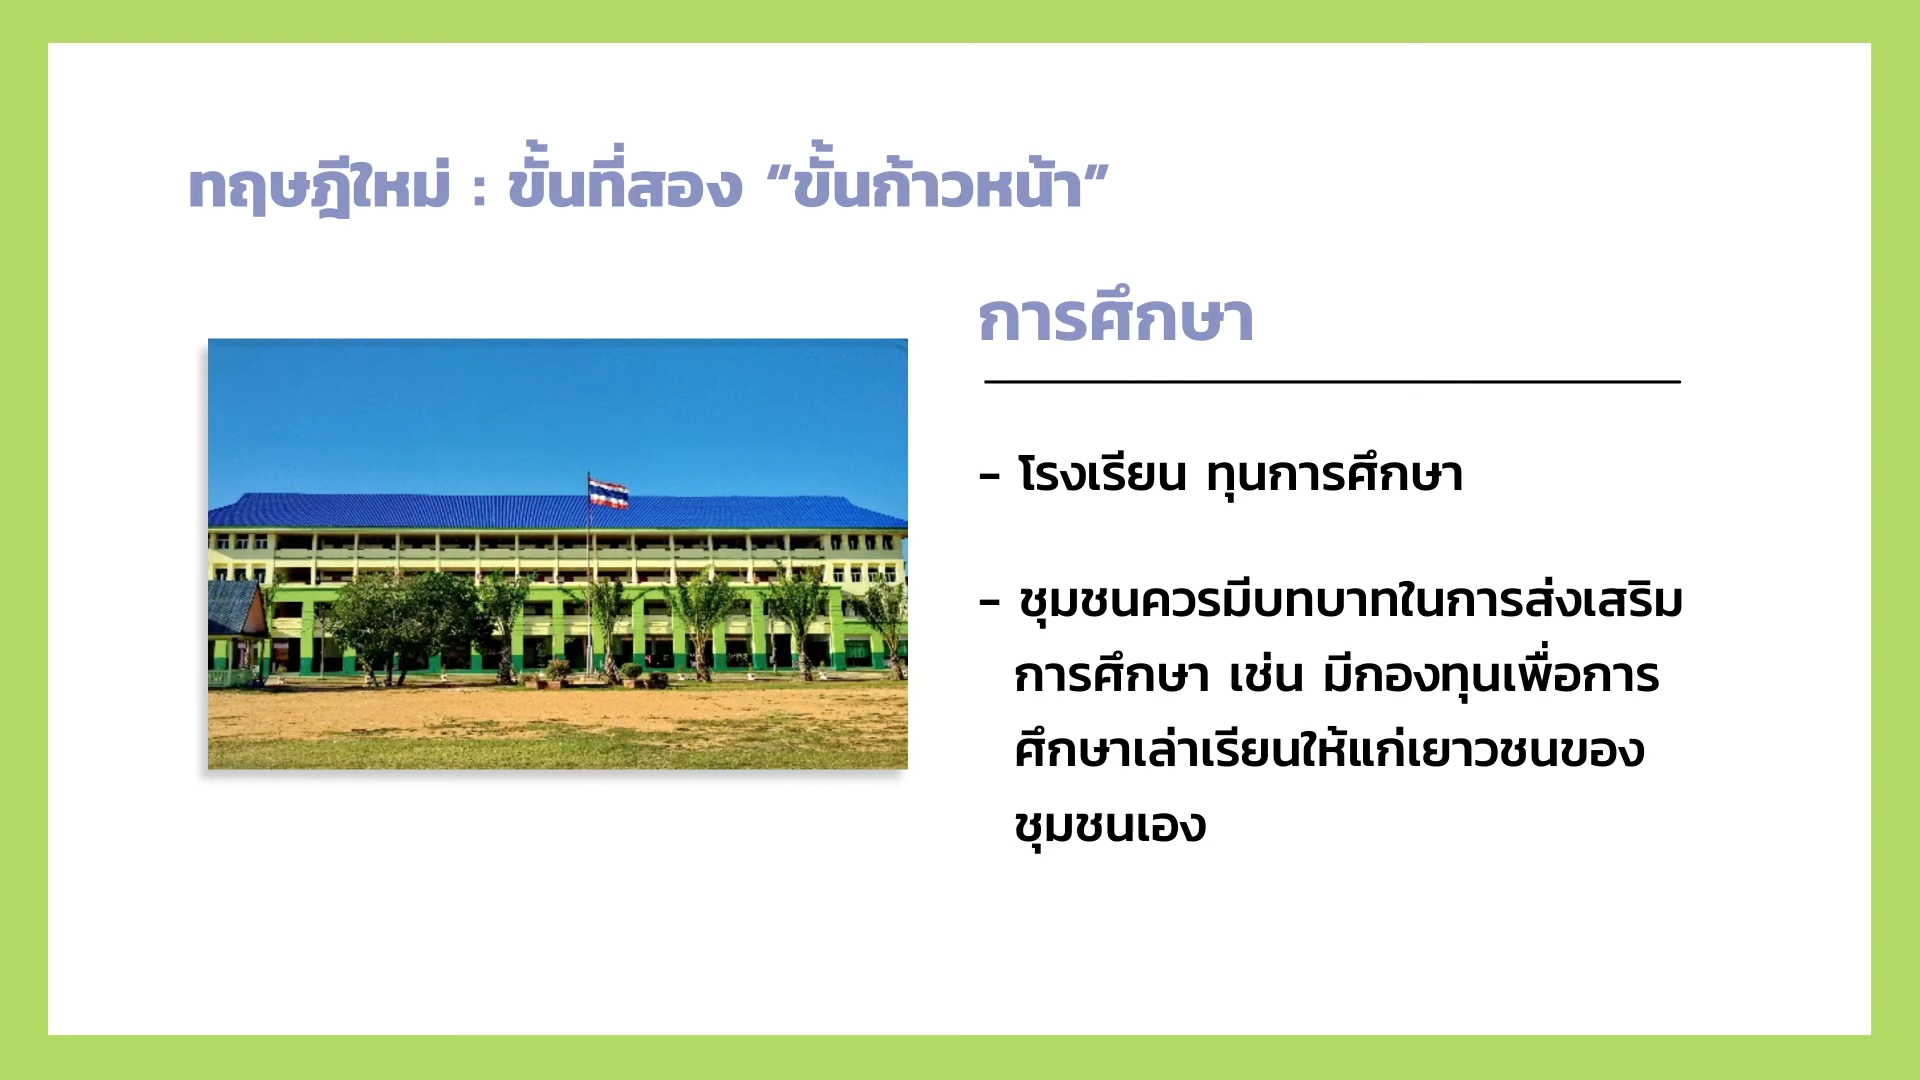 ทฤษฎีใหม่ : ขั้นที่สอง “ขั้นก้าวหน้า”
การศึกษา
- โรงเรียน ทุนการศึกษา
- ชุมชนควรมีบทบาทในการส่งเสริม
การศึกษา เช่น มีกองทุนเพื่อการ
ศึกษาเล่าเรียนให้แก่เยาวชนของ
ชุมชนเอง